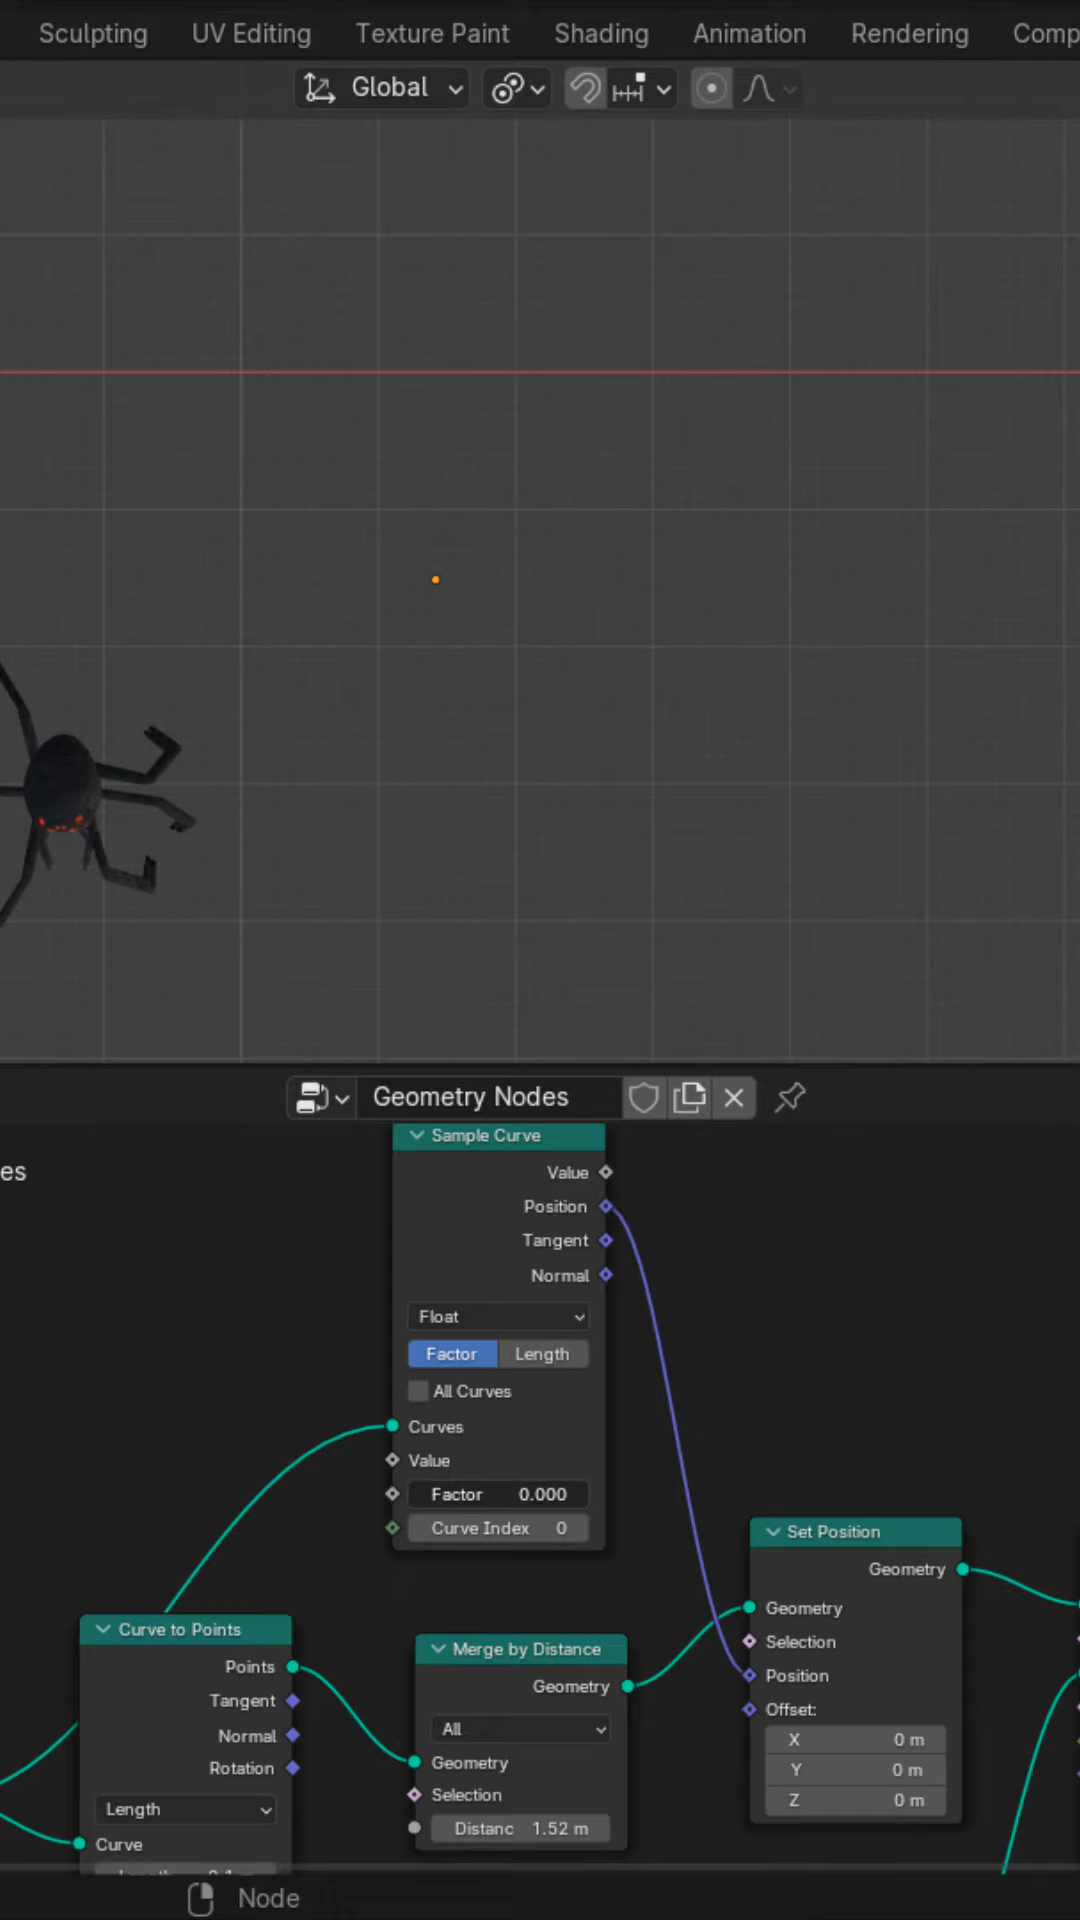 Sculpting UV Editing Texture Paint Shading Animation Rendering Comp
Global
Geometry Nodes
es
Sample Curve
Value
Position
Tangent
Normal
Float
Factor Length
All Curves
Curves
Value
Factor 0.000
Curve Index 0
Curve to Points
Points
Tangent
Normal
Rotation
Length
Curve
Merge by Distance
Geometry
All
Geometry
Selection
Distanc 1.52 m
Set Position
Geometry
Geometry
Selection
Position
Offset:
X 0 m
Y 0 m
Z 0 m
Node